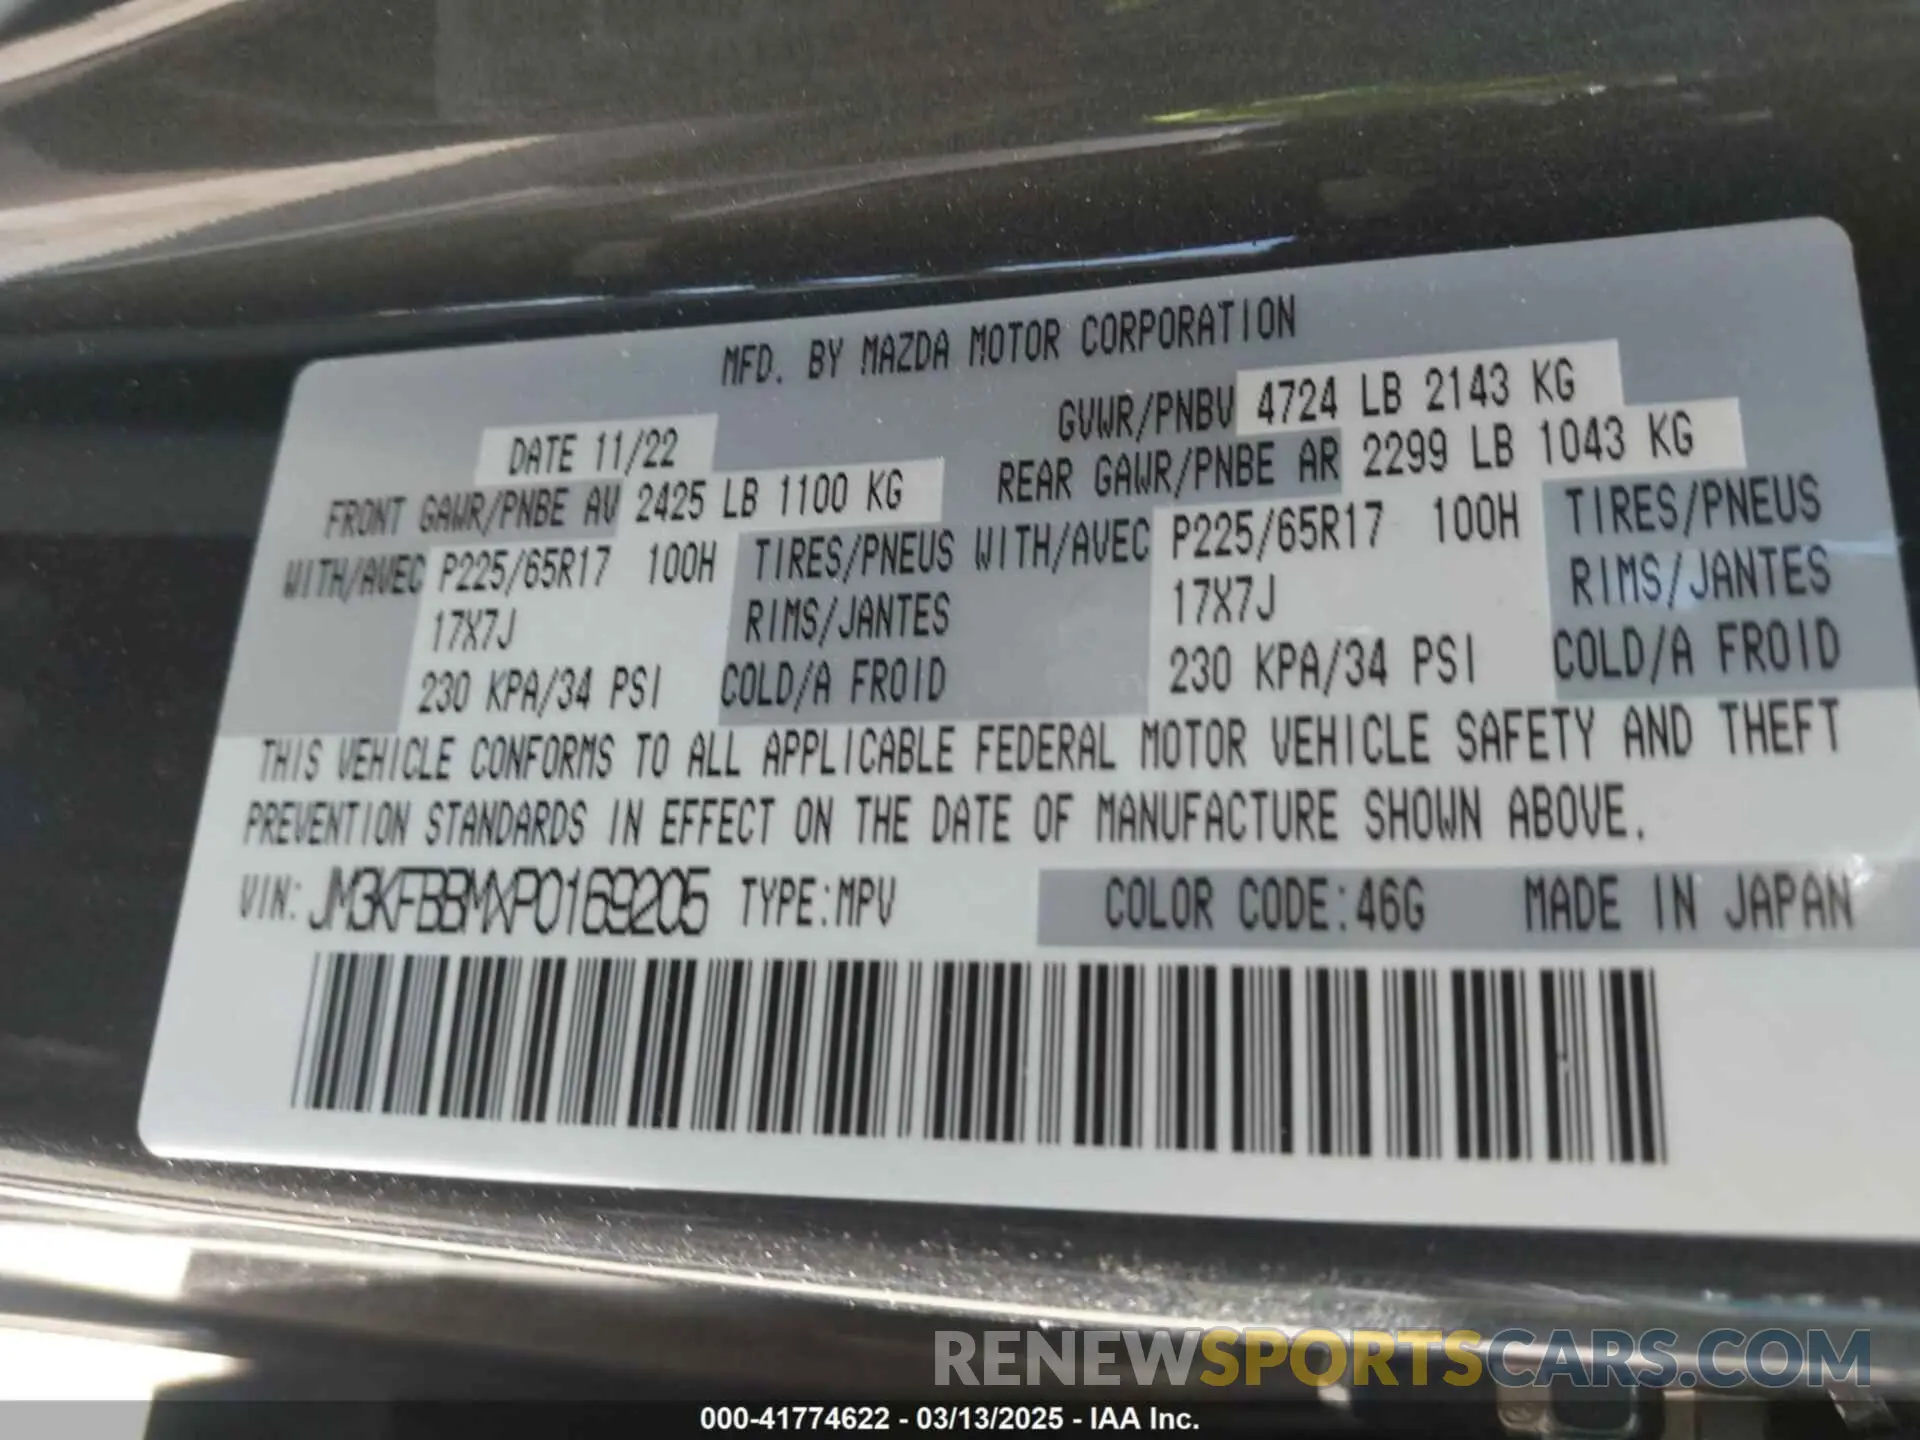 MFD. BY MAZDA MOTOR CORPORATION
DATE 11/22 GVWR/PNBV 4724 LB 2143 KG
FRONT GAWR/PNBE AV 2425 LB 1100 KG REAR GAWR/PNBE AR 2299 LB 1043 KG
WITH/AVEC P225/65R17 100H TIRES/PNEUS WITH/AVEC P225/65R17 100H TIRES/PNEUS
17X7J RIMS/JANTES 17X7J RIMS/JANTES
230 KPA/34 PSI COLD/A FROID 230 KPA/34 PSI COLD/A FROID
THIS VEHICLE CONFORMS TO ALL APPLICABLE FEDERAL MOTOR VEHICLE SAFETY AND THEFT
PREVENTION STANDARDS IN EFFECT ON THE DATE OF MANUFACTURE SHOWN ABOVE.
VIN: JM3KFBBMXP0169205 TYPE:MPV COLOR CODE:46G MADE IN JAPAN
RENEWSPORTSCARS.COM
000-41774622 - 03/13/2025 - IAA Inc.